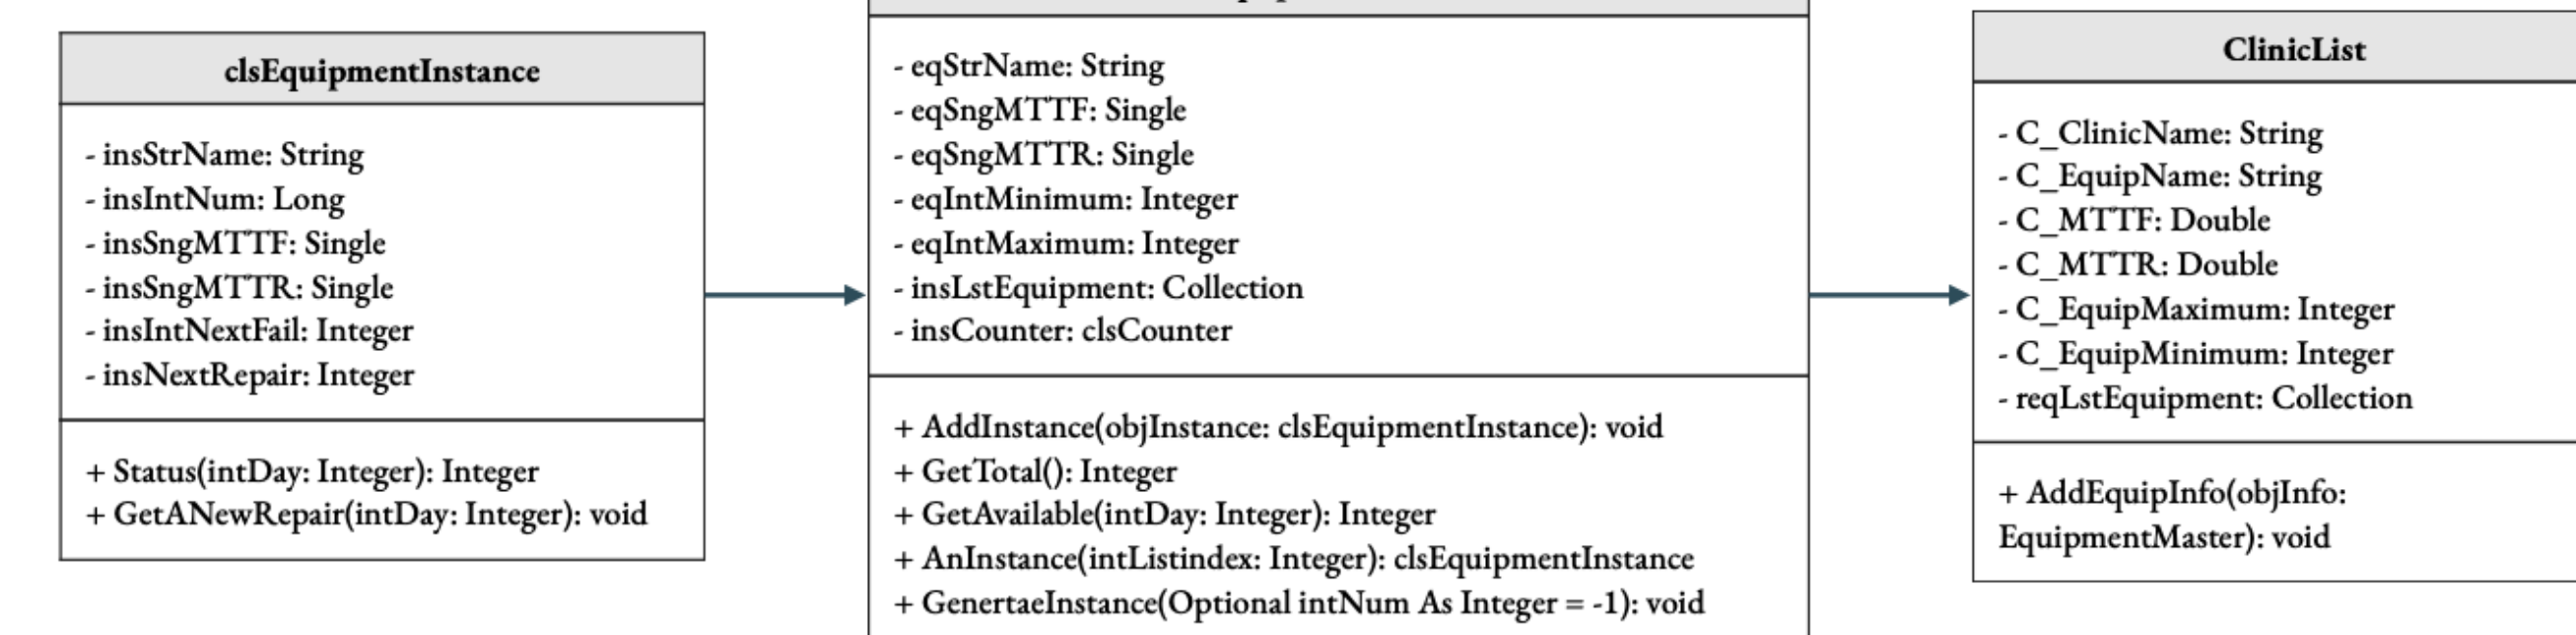 clsEquipmentInstance
- insStrName: String
- insIntNum: Long
- insSngMTTF: Single
- insSngMTTR: Single
- insIntNextFail: Integer
- insNextRepair: Integer
+ Status(intDay: Integer): Integer
+ GetANewRepair(intDay: Integer): void
- eqStrName: String
- eqSngMTTF: Single
- eqSngMTTR: Single
- eqIntMinimum: Integer
- eqIntMaximum: Integer
- insLstEquipment: Collection
- insCounter: clsCounter
+ AddInstance(objInstance: clsEquipmentInstance): void
+ GetTotal(): Integer
+ GetAvailable(intDay: Integer): Integer
+ AnInstance(intListindex: Integer): clsEquipmentInstance
+ GenertaeInstance(Optional intNum As Integer = -1): void
ClinicList
- C_ClinicName: String
- C_EquipName: String
- C_MTTF: Double
- C_MTTR: Double
- C_EquipMaximum: Integer
- C_EquipMinimum: Integer
- reqLstEquipment: Collection
+ AddEquipInfo(objInfo:
EquipmentMaster): void